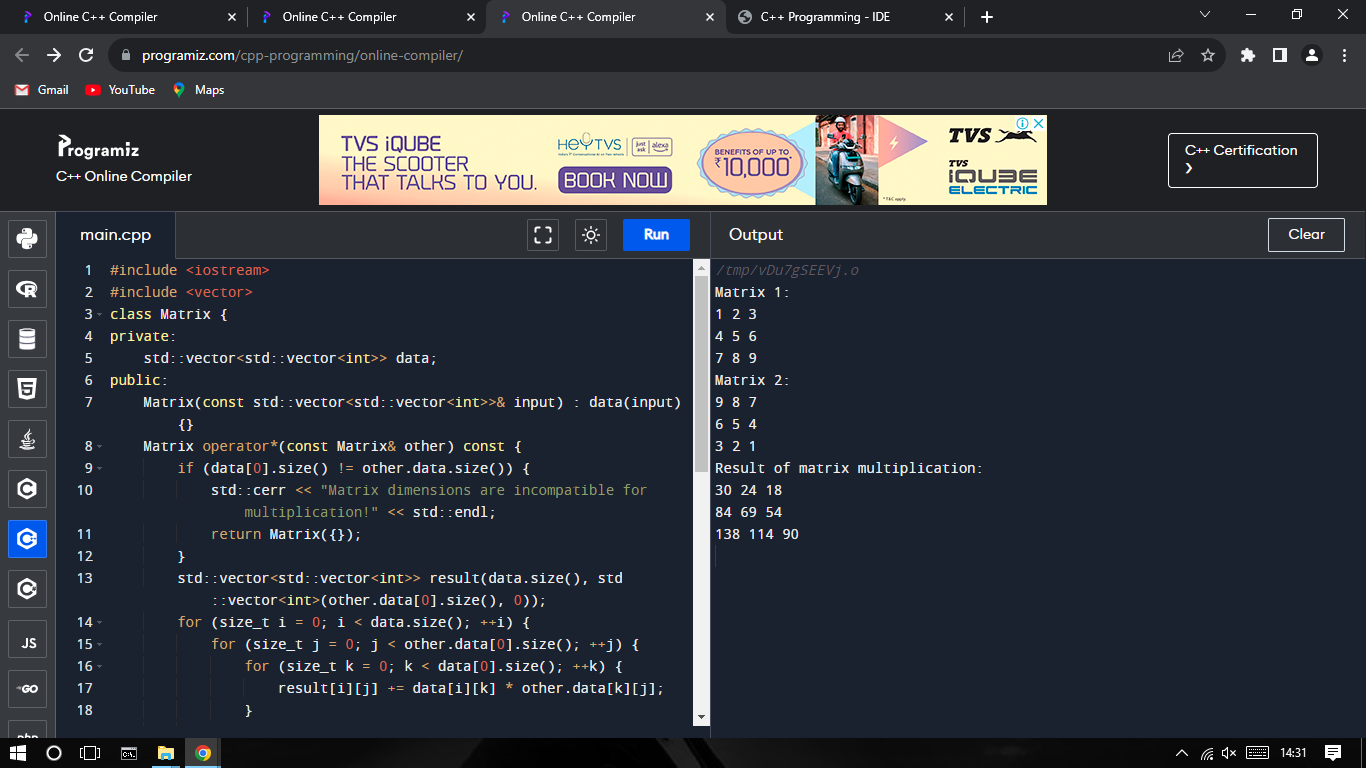 Online C++ Compiler
Online C++ Compiler
Online C++ Compiler
C++ Programming - IDE
programiz.com/cpp-programming/online-compiler/
Gmail
YouTube
Maps
Programiz
C++ Online Compiler
TVS iQUBE
THE SCOOTER
THAT TALKS TO YOU.
HEYTVS
just ask
alexa
BOOK NOW
BENEFITS OF UP TO
₹10,000*
TVS
TVS
iQUBE
ELECTRIC
*T&C apply.
C++ Certification
main.cpp
Run
Output
Clear
1 #include <iostream>
2 #include <vector>
3 class Matrix {
4 private:
5 std::vector<std::vector<int>> data;
6 public:
7 Matrix(const std::vector<std::vector<int>>& input) : data(input)
{}
8 Matrix operator*(const Matrix& other) const {
9 if (data[0].size() != other.data.size()) {
10 std::cerr << "Matrix dimensions are incompatible for
multiplication!" << std::endl;
11 return Matrix({});
12 }
13 std::vector<std::vector<int>> result(data.size(), std
::vector<int>(other.data[0].size(), 0));
14 for (size_t i = 0; i < data.size(); ++i) {
15 for (size_t j = 0; j < other.data[0].size(); ++j) {
16 for (size_t k = 0; k < data[0].size(); ++k) {
17 result[i][j] += data[i][k] * other.data[k][j];
18 }
/tmp/vDu7gSEEVj.o
Matrix 1:
1 2 3
4 5 6
7 8 9
Matrix 2:
9 8 7
6 5 4
3 2 1
Result of matrix multiplication:
30 24 18
84 69 54
138 114 90
JS
GO
php
14:31